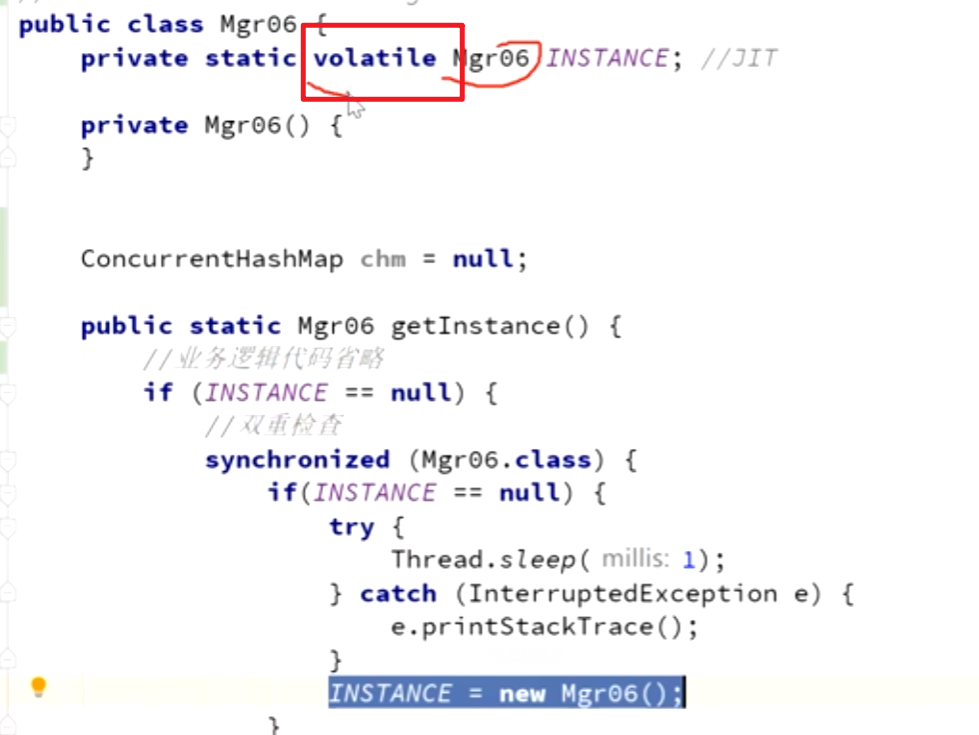 public class Mgr06 {
private static volatile Mgr06 INSTANCE; //JIT
private Mgr06() {
}
ConcurrentHashMap chm = null;
public static Mgr06 getInstance() {
//业务逻辑代码省略
if (INSTANCE == null) {
//双重检查
synchronized (Mgr06.class) {
if(INSTANCE == null) {
try {
Thread.sleep( millis: 1);
} catch (InterruptedException e) {
e.printStackTrace();
}
INSTANCE = new Mgr06();
}